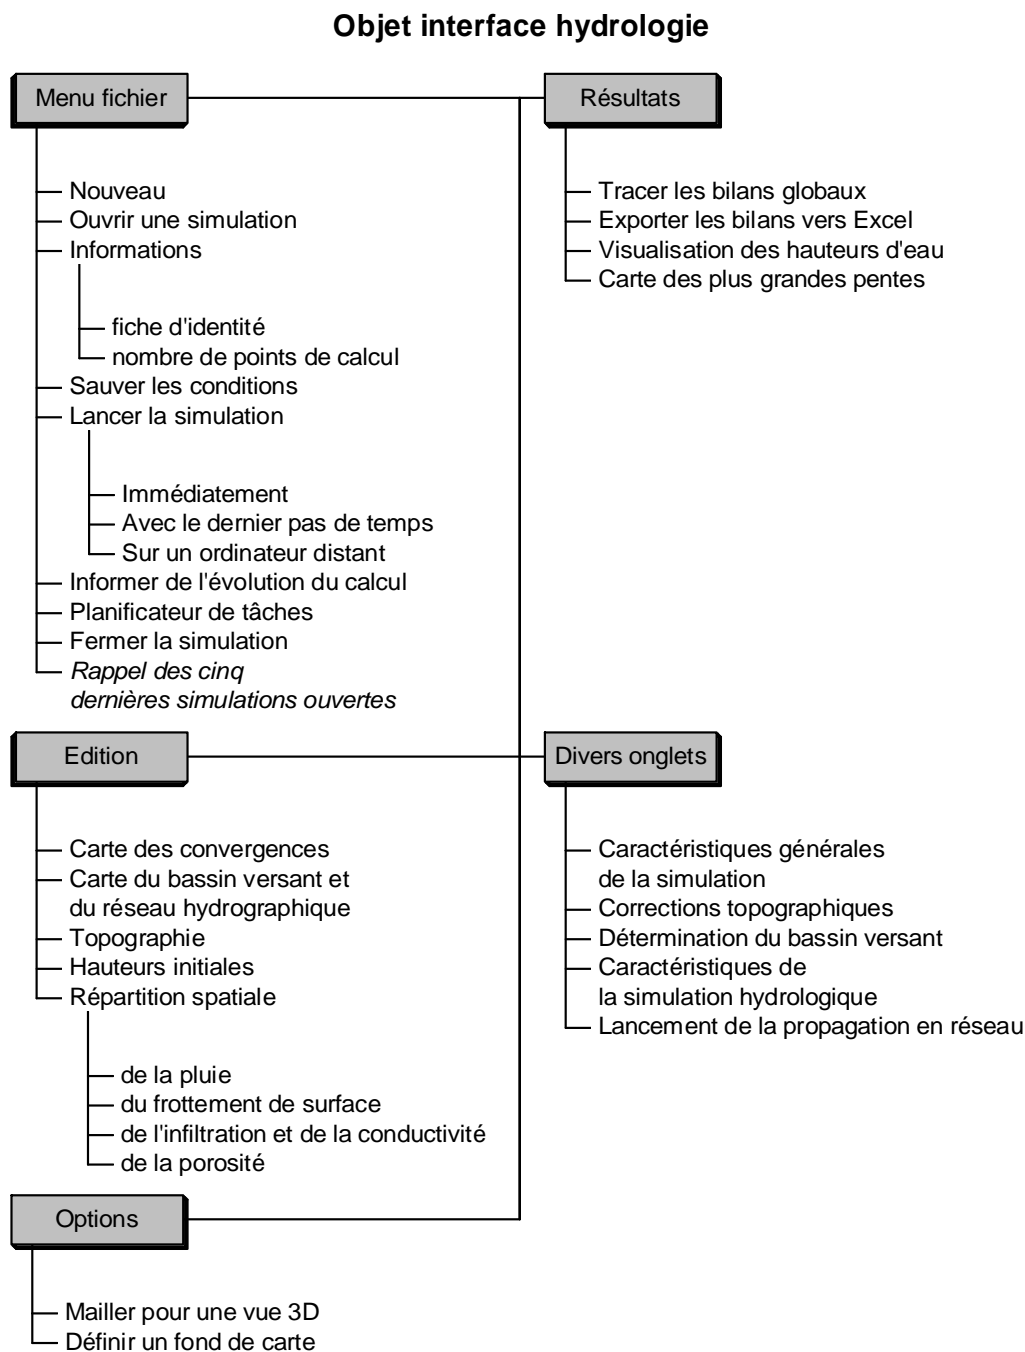 Objet interface hydrologie
Menu fichier
Nouveau
Ouvrir une simulation
Informations
fiche d'identité
nombre de points de calcul
Sauver les conditions
Lancer la simulation
Immédiatement
Avec le dernier pas de temps
Sur un ordinateur distant
Informer de l'évolution du calcul
Planificateur de tâches
Fermer la simulation
Rappel des cinq
dernières simulations ouvertes
Résultats
Tracer les bilans globaux
Exporter les bilans vers Excel
Visualisation des hauteurs d'eau
Carte des plus grandes pentes
Edition
Carte des convergences
Carte du bassin versant et
du réseau hydrographique
Topographie
Hauteurs initiales
Répartition spatiale
de la pluie
du frottement de surface
de l'infiltration et de la conductivité
de la porosité
Divers onglets
Caractéristiques générales
de la simulation
Corrections topographiques
Détermination du bassin versant
Caractéristiques de
la simulation hydrologique
Lancement de la propagation en réseau
Options
Mailler pour une vue 3D
Définir un fond de carte